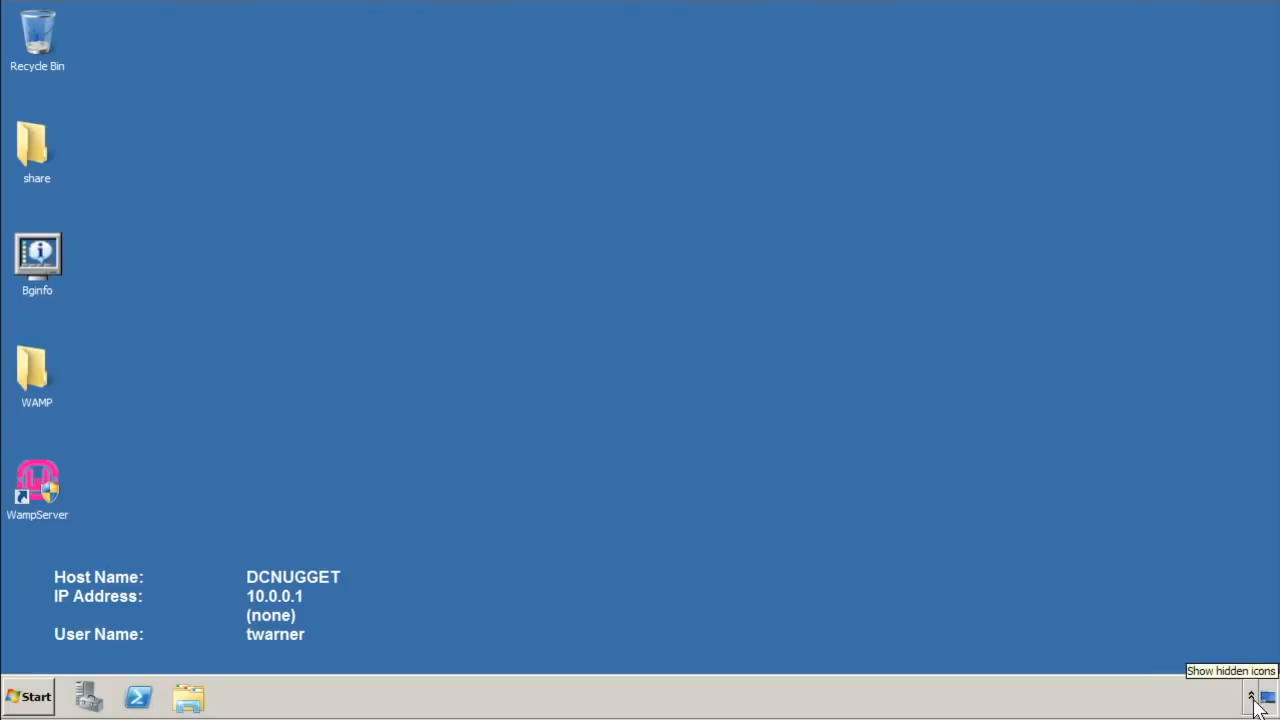 Recycle Bin
share
Bginfo
WAMP
WampServer
Host Name: DCNUGGET
IP Address: 10.0.0.1
(none)
User Name: twarner
Show hidden icons
Start